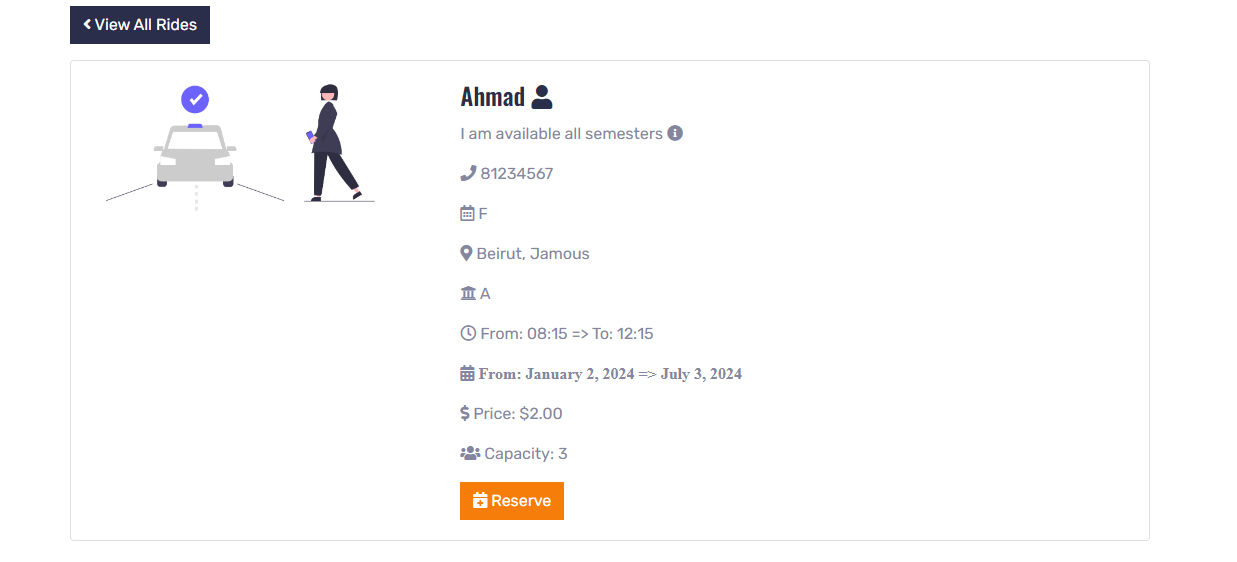 View All Rides
Ahmad
I am available all semesters
81234567
F
Beirut, Jamous
A
From: 08:15 => To: 12:15
From: January 2, 2024 => July 3, 2024
Price: $2.00
Capacity: 3
Reserve